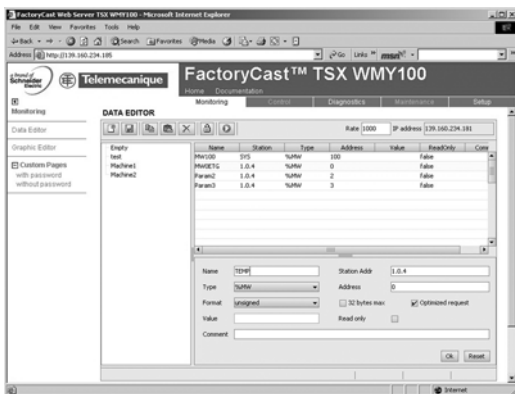 FactoryCast Web Server TSX WMY100 - Microsoft Internet Explorer
File Edit View Favorites Tools Help
Back Search Favorites Media
Address http://139.160.234.185 Go Links msn
a brand of
Schneider
Electric
Telemecanique
FactoryCast™ TSX WMY100
Home Documentation
Monitoring Control Diagnostics Maintenance Setup
Monitoring
DATA EDITOR
Data Editor
Graphic Editor
Custom Pages
with password
without password
Rate 1000 IP address 139.160.234.181
Empty
test
Machine1
Machine2
Name Station Type Address Value ReadOnly
MW100 SYS %MW 100 false
1.0.4 %MW 0 false
Param2 1.0.4 %MW 2 false
Param3 1.0.4 %MW 3 false
Name TEMP Station Addr 1.0.4
Type %MW Address 0
Format unsigned 32 bytes max Optimized request
Value Read only
Comment
Ok Reset
Internet